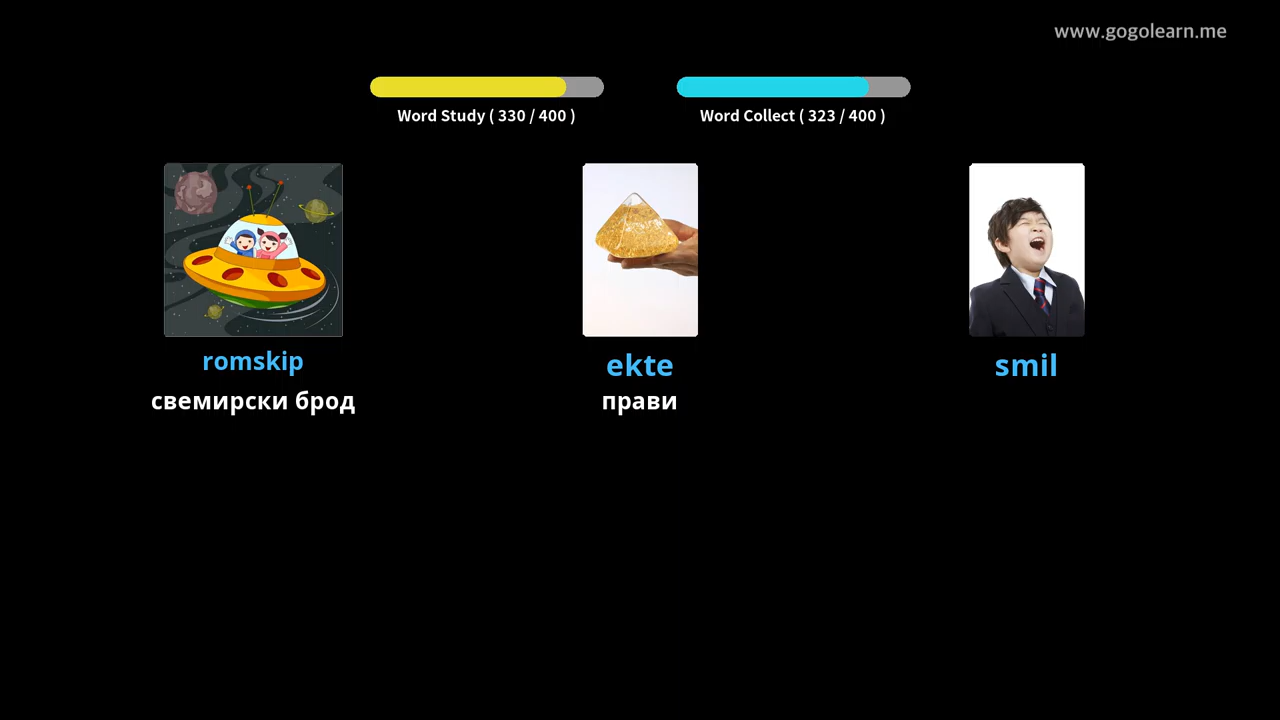 www.gogolearn.me
Word Study ( 330 / 400 )
Word Collect ( 323 / 400 )
romskip
ekte
smil
свемирски брод
прави